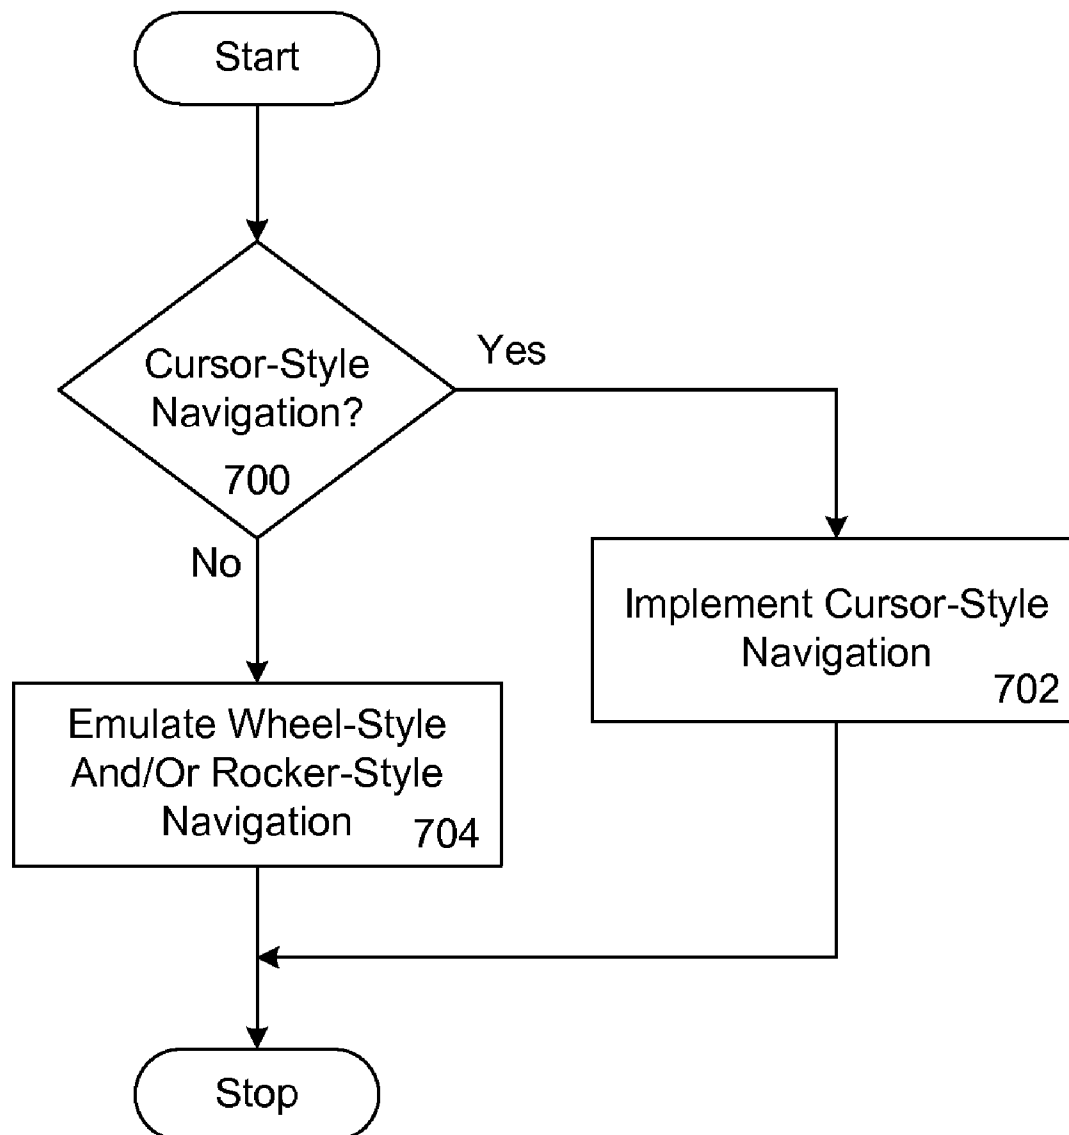 Start
Cursor-Style
Navigation?
700
Yes
No
Implement Cursor-Style
Navigation
702
Emulate Wheel-Style
And/Or Rocker-Style
Navigation
704
Stop